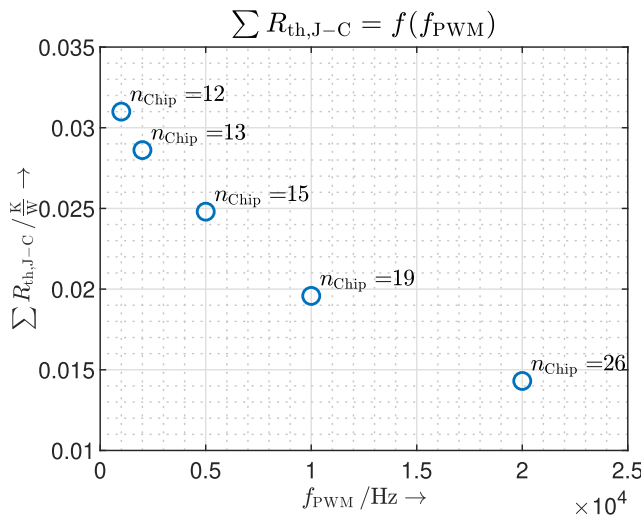 ∑ R_th,J−C = f(f_PWM)
0.035
n_Chip =12
0.03
n_Chip =13
0.025
n_Chip =15
0.02
n_Chip =19
0.015
n_Chip =26
0.01
∑ R_th,J−C / K/W →
0 0.5 1 1.5 2 2.5
f_PWM /Hz →
×10^4